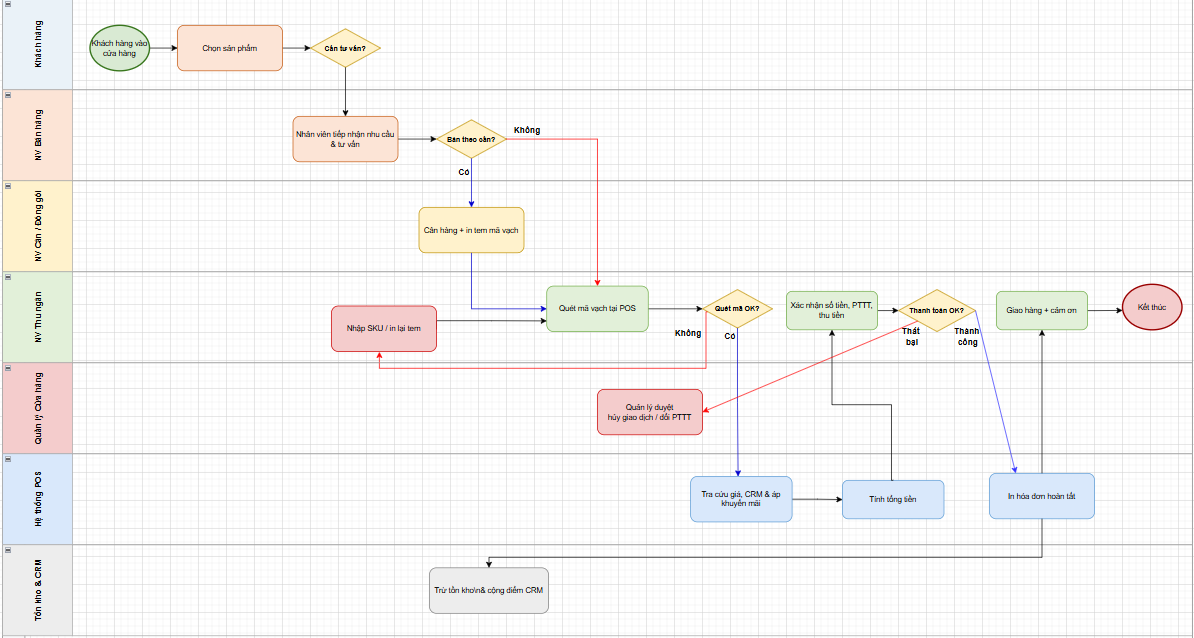 Khách hàng
Khách hàng vào
cửa hàng
Chọn sản phẩm
Cần tư vấn?
NV Bán hàng
Nhân viên tiếp nhận nhu cầu
& tư vấn
Bán theo cân?
Không
Có
NV Cân / Đóng gói
Cân hàng + in tem mã vạch
NV Thu ngân
Nhập SKU / in lại tem
Quét mã vạch tại POS
Quét mã OK?
Không
Có
Xác nhận số tiền, PTTT,
thu tiền
Thanh toán OK?
Thất
bại
Thành
công
Giao hàng + cảm ơn
Kết thúc
Quản lý Cửa hàng
Quản lý duyệt
hủy giao dịch / đổi PTTT
Hệ thống POS
Tra cứu giá, CRM & áp
khuyến mãi
Tính tổng tiền
In hóa đơn hoàn tất
Tồn kho & CRM
Trừ tồn kho\n& cộng điểm CRM